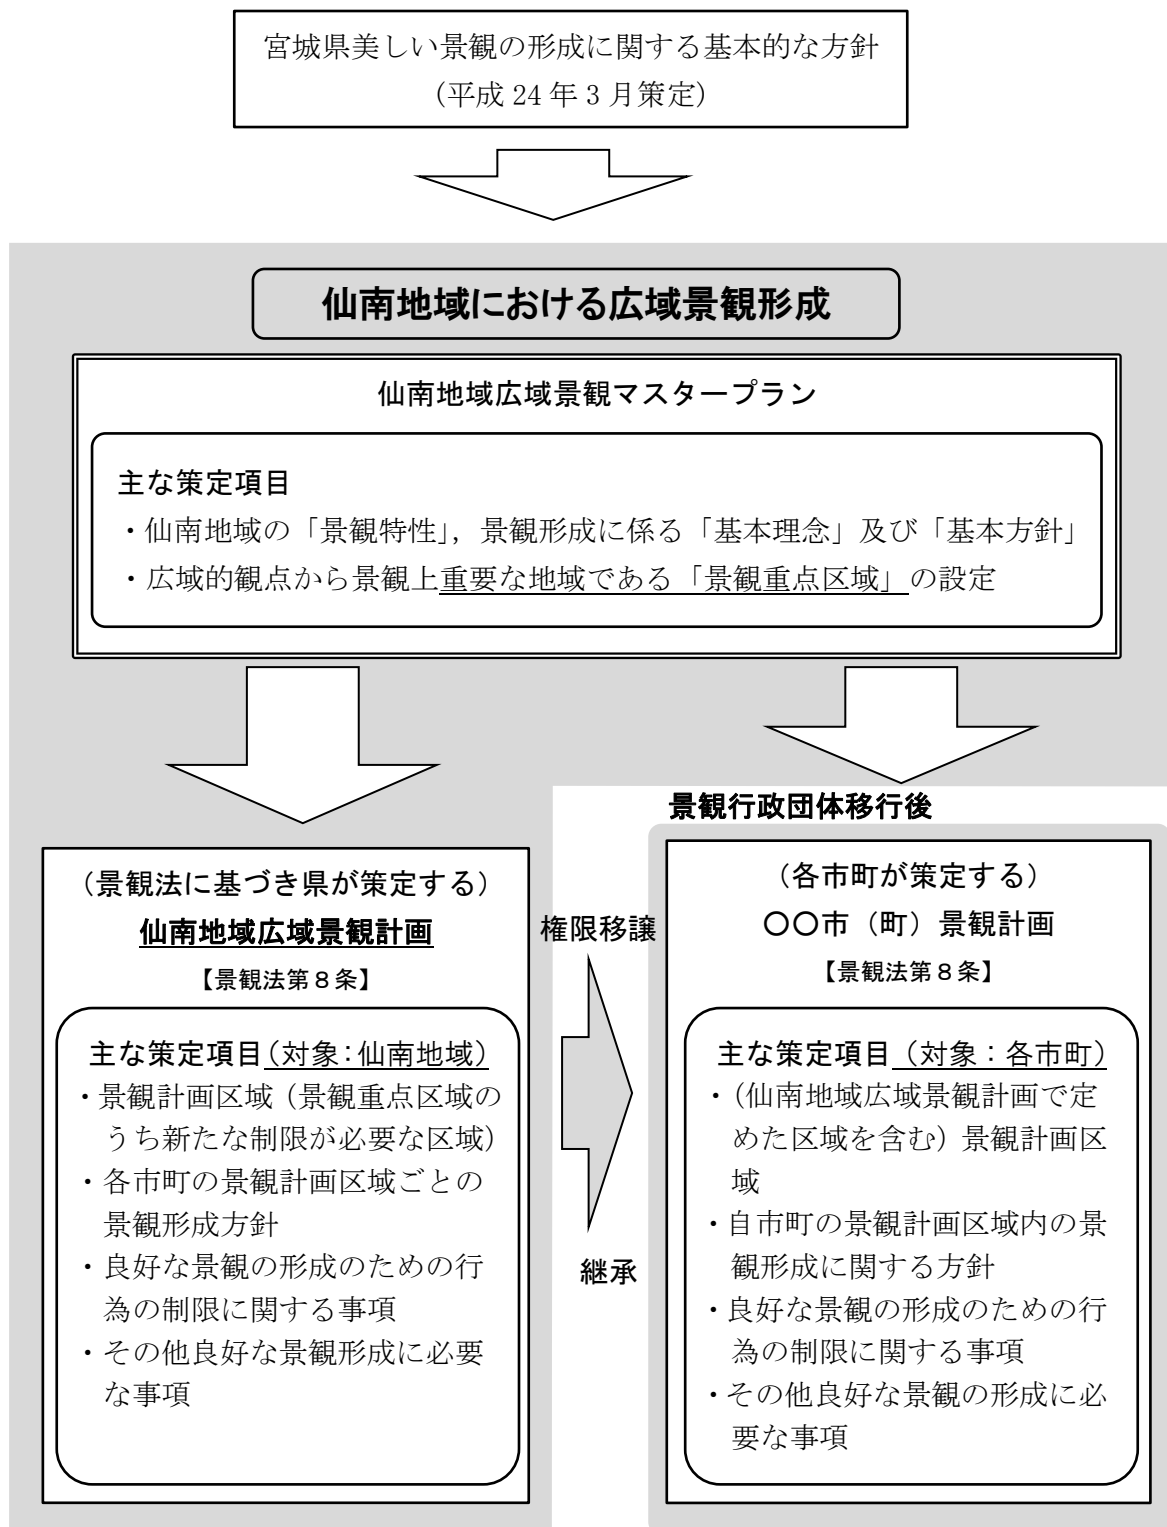 宮城県美しい景観の形成に関する基本的な方針
（平成 24 年 3 月策定）
仙南地域における広域景観形成
仙南地域広域景観マスタープラン
主な策定項目
・仙南地域の「景観特性」，景観形成に係る「基本理念」及び「基本方針」
・広域的観点から景観上重要な地域である「景観重点区域」の設定
（景観法に基づき県が策定する）
仙南地域広域景観計画
【景観法第８条】
主な策定項目（対象：仙南地域）
・景観計画区域（景観重点区域の
うち新たな制限が必要な区域）
・各市町の景観計画区域ごとの
景観形成方針
・良好な景観の形成のための行
為の制限に関する事項
・その他良好な景観形成に必要
な事項
権限移譲
継承
景観行政団体移行後
（各市町が策定する）
〇〇市（町）景観計画
【景観法第８条】
主な策定項目（対象：各市町）
・（仙南地域広域景観計画で定
めた区域を含む）景観計画区
域
・自市町の景観計画区域内の景
観形成に関する方針
・良好な景観の形成のための行
為の制限に関する事項
・その他良好な景観の形成に必
要な事項